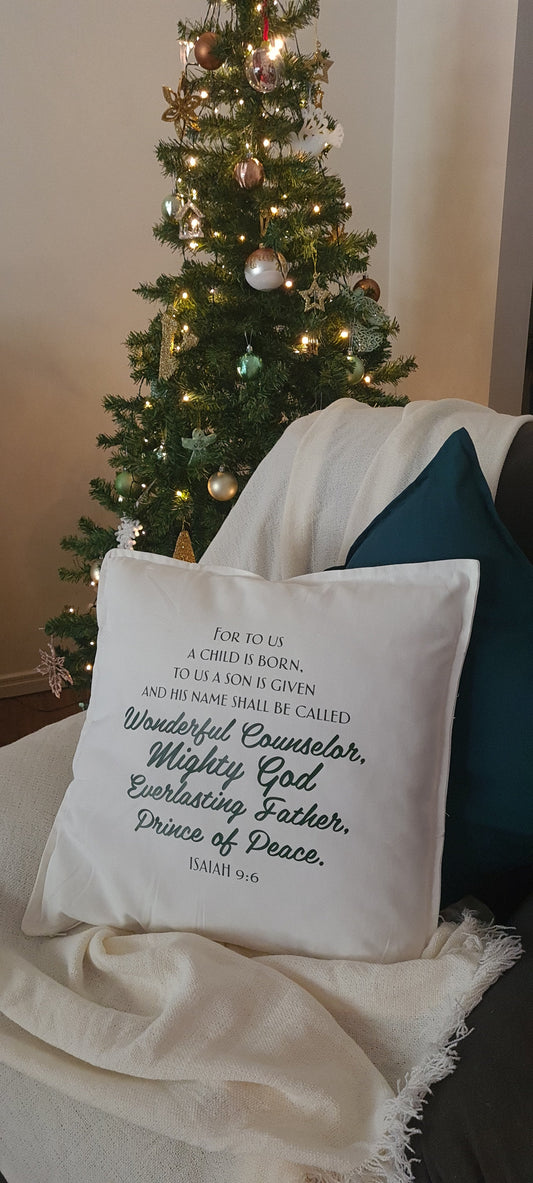 FOR TO US
A CHILD IS BORN,
TO US A SON IS GIVEN
AND HIS NAME SHALL BE CALLED
Wonderful Counselor,
Mighty God
Everlasting Father,
Prince of Peace.
ISAIAH 9:6